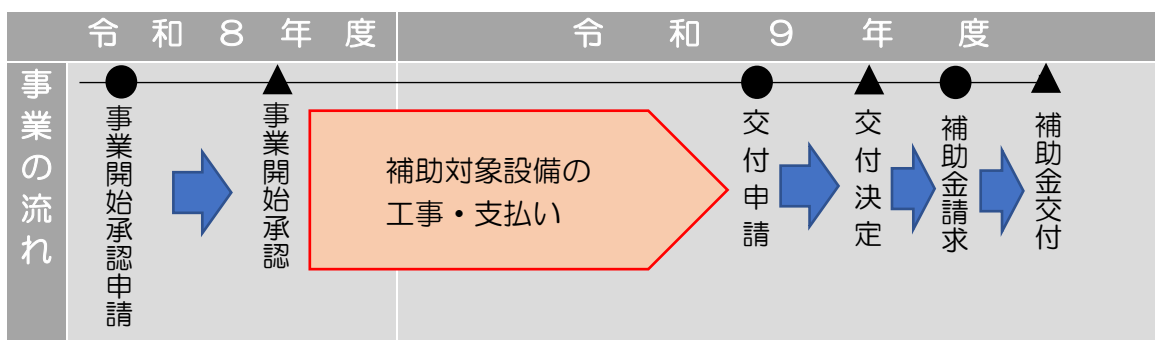 令和8年度
令和9年度
事業の流れ
事業開始承認申請
事業開始承認
補助対象設備の
工事・支払い
交付申請
交付決定
補助金請求
補助金交付